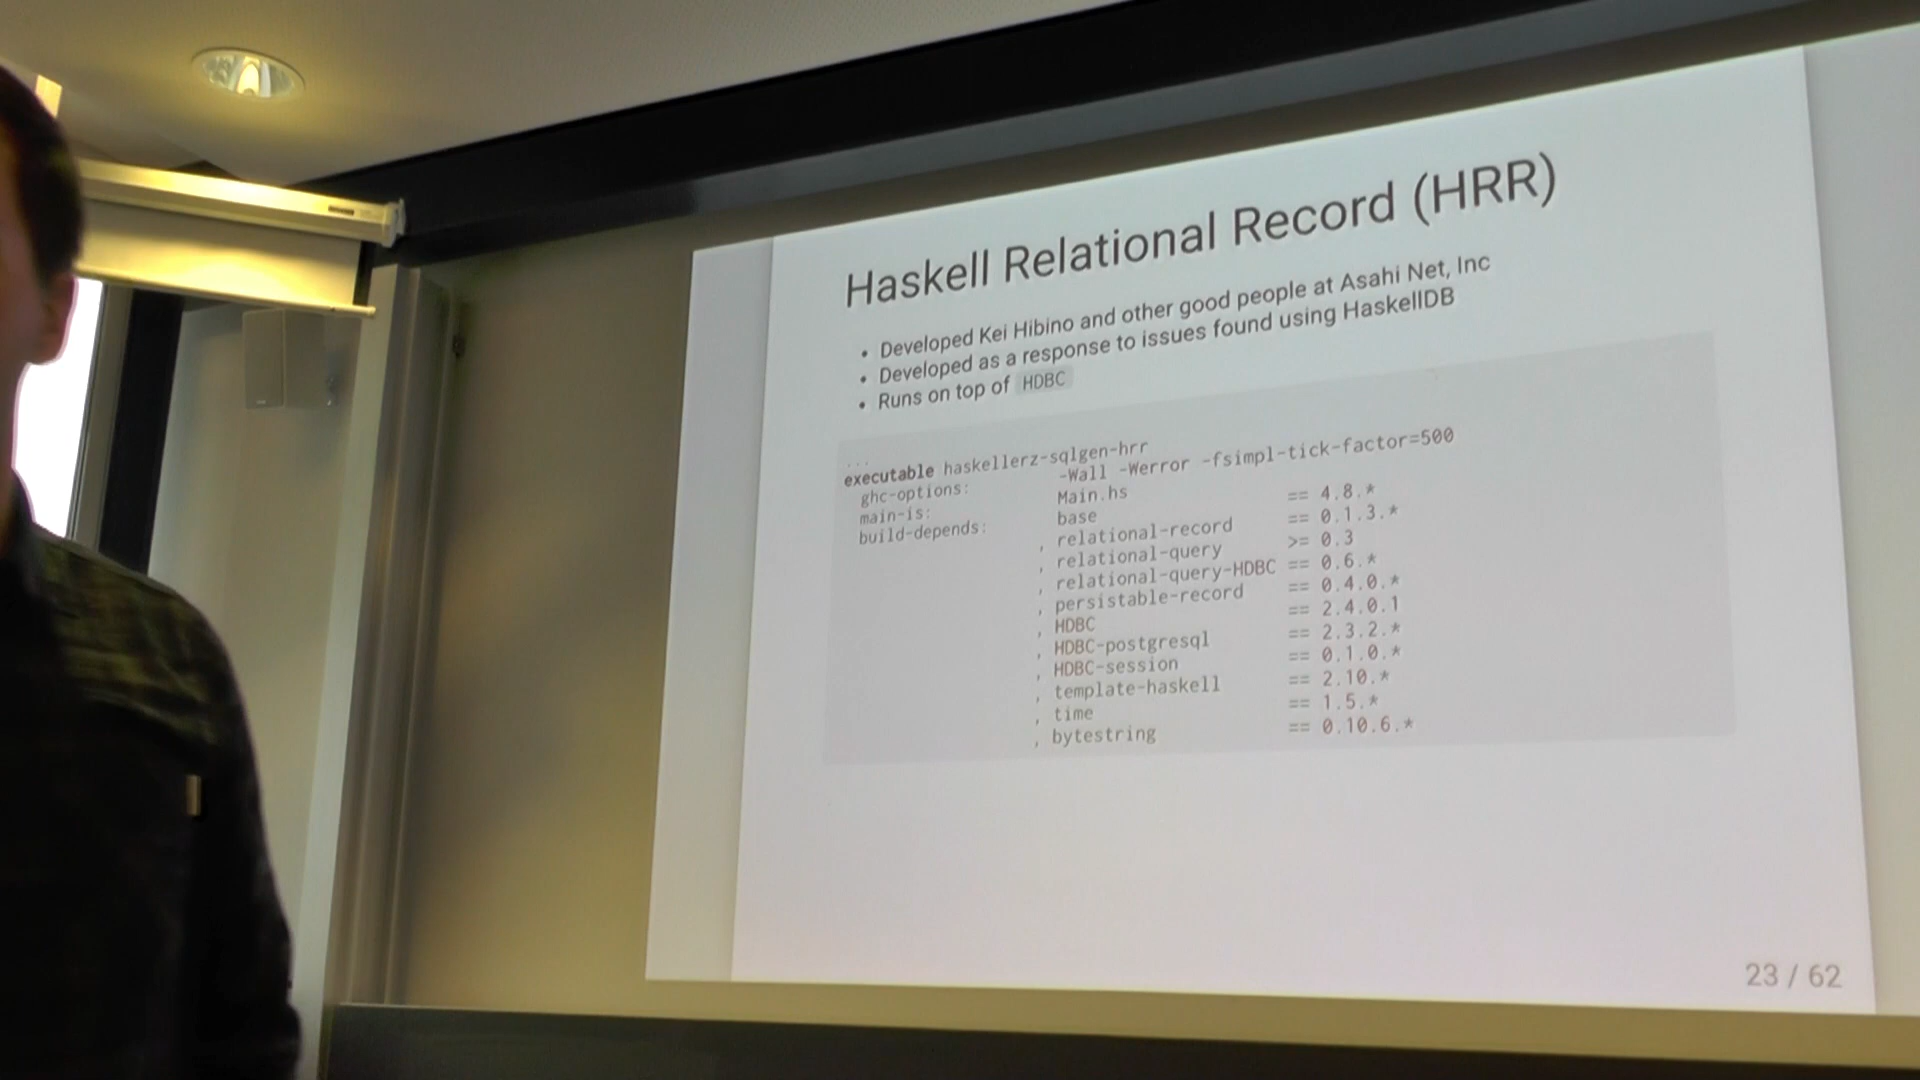 Haskell Relational Record (HRR)
• Developed Kei Hibino and other good people at Asahi Net, Inc
• Developed as a response to issues found using HaskellDB
• Runs on top of HDBC
...
executable haskellerz-sqlgen-hrr
ghc-options: -Wall -Werror -fsimpl-tick-factor=500
main-is: Main.hs
build-depends: base == 4.8.*
, relational-record == 0.1.3.*
, relational-query >= 0.3
, relational-query-HDBC == 0.6.*
, persistable-record == 0.4.0.*
, HDBC == 2.4.0.1
, HDBC-postgresql == 2.3.2.*
, HDBC-session == 0.1.0.*
, template-haskell == 2.10.*
, time == 1.5.*
, bytestring == 0.10.6.*
23 / 62